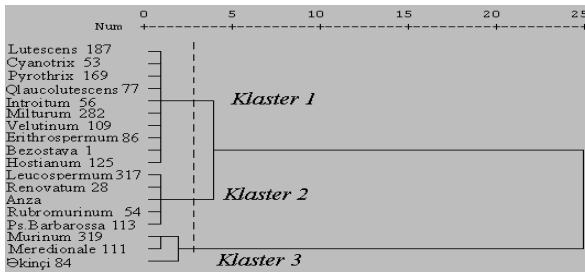 0 5 10 15 20 25
Num
Lutescens 187
Cyanotrix 53
Pyrothrix 169
Qlaucolutescens 77
Introitum 56
Klaster 1
Milturum 282
Velutinum 109
Erithrospermum 86
Bezostava 1
Hostianum 125
Leucospermum 317
Renovatum 28
Klaster 2
Anza
Rubromurinum 54
Ps.Barbarossa 113
Murinum 319
Meredionale 111
Klaster 3
Əkinçi 84